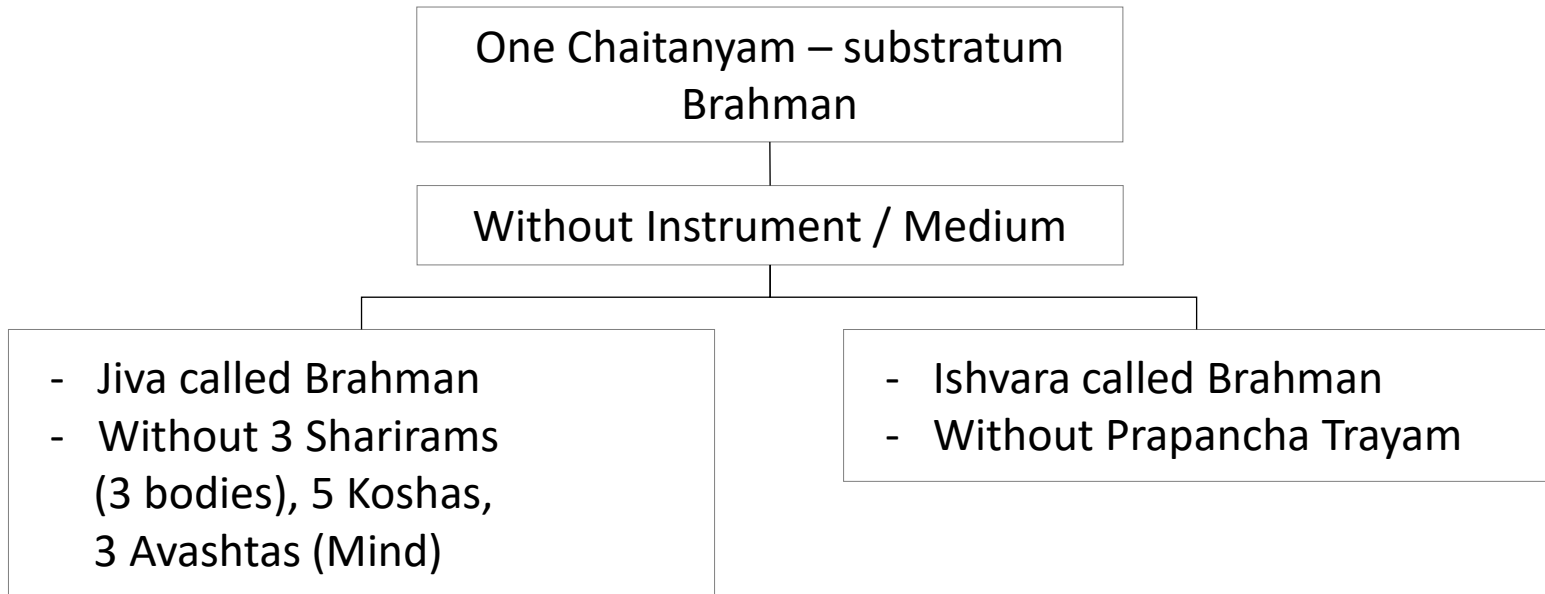 One Chaitanyam – substratum
Brahman
Without Instrument / Medium
- Jiva called Brahman
- Without 3 Sharirams
(3 bodies), 5 Koshas,
3 Avashtas (Mind)
- Ishvara called Brahman
- Without Prapancha Trayam